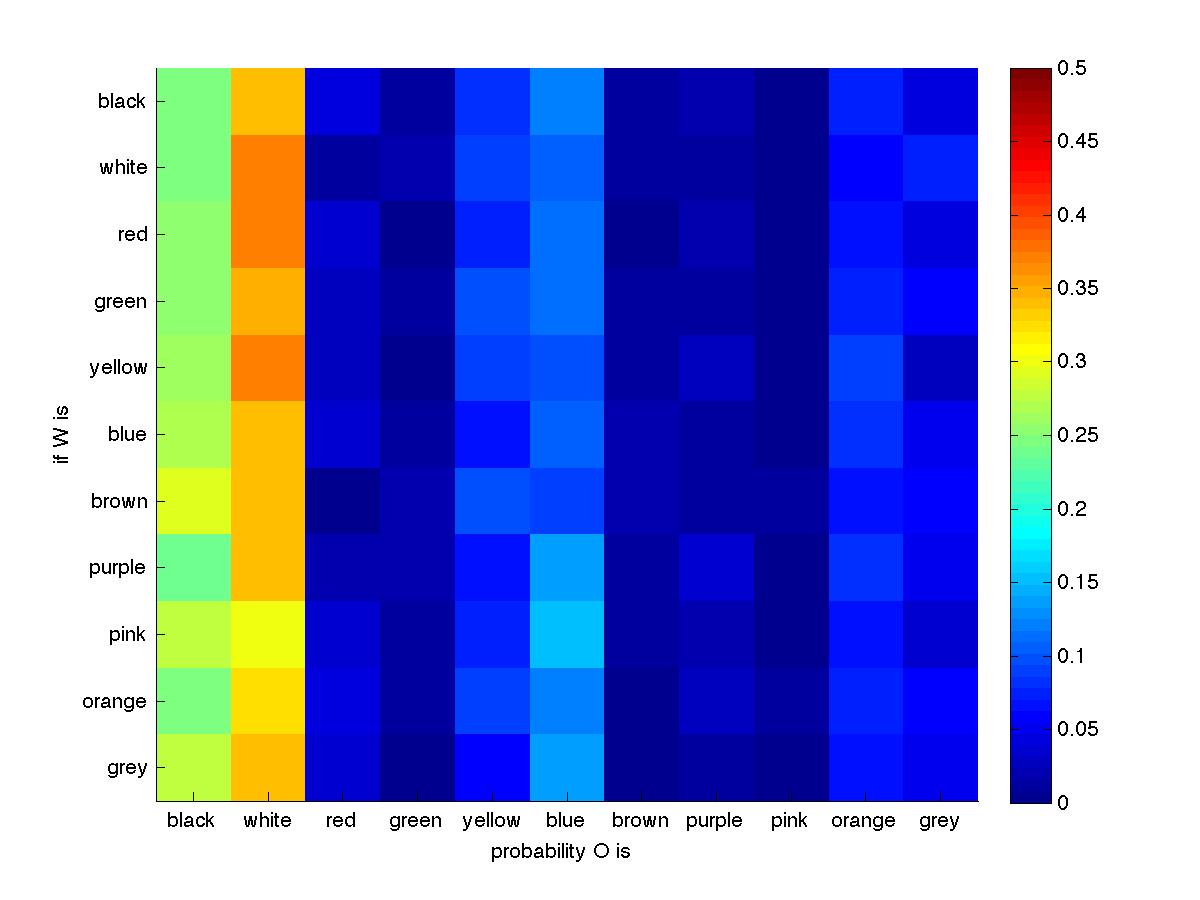 black
white
red
green
yellow
blue
brown
purple
pink
orange
grey
if W is
black white red green yellow blue brown purple pink orange grey
probability O is
0.5
0.45
0.4
0.35
0.3
0.25
0.2
0.15
0.1
0.05
0